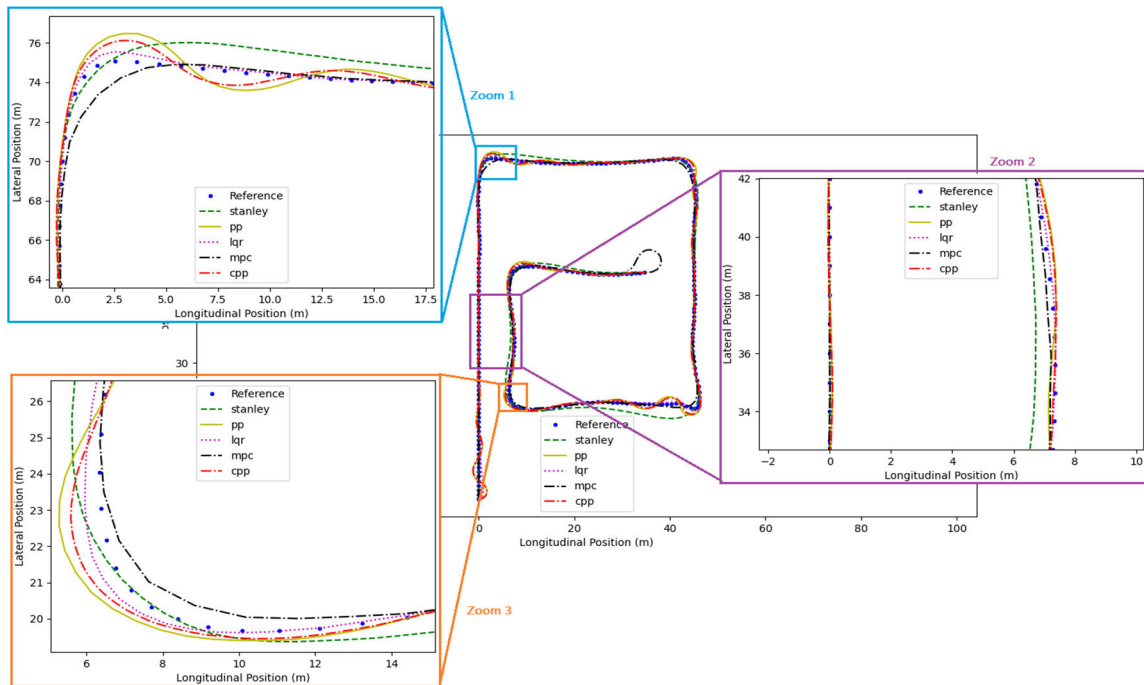 76
74
72
70
68
66
64
Lateral Position (m)
Reference
stanley
pp
lqr
mpc
cpp
0.0 2.5 5.0 7.5 10.0 12.5 15.0 17.5
Longitudinal Position (m)
Zoom 1
Zoom 2
42
40
38
36
34
Lateral Position (m)
Reference
stanley
pp
lqr
mpc
cpp
−2 0 2 4 6 8 10
Longitudinal Position (m)
30
Reference
stanley
pp
lqr
mpc
cpp
0 20 40 60 80 100
Longitudinal Position (m)
26
25
24
23
22
21
20
19
Lateral Position (m)
Reference
stanley
pp
lqr
mpc
cpp
6 8 10 12 14
Longitudinal Position (m)
Zoom 3